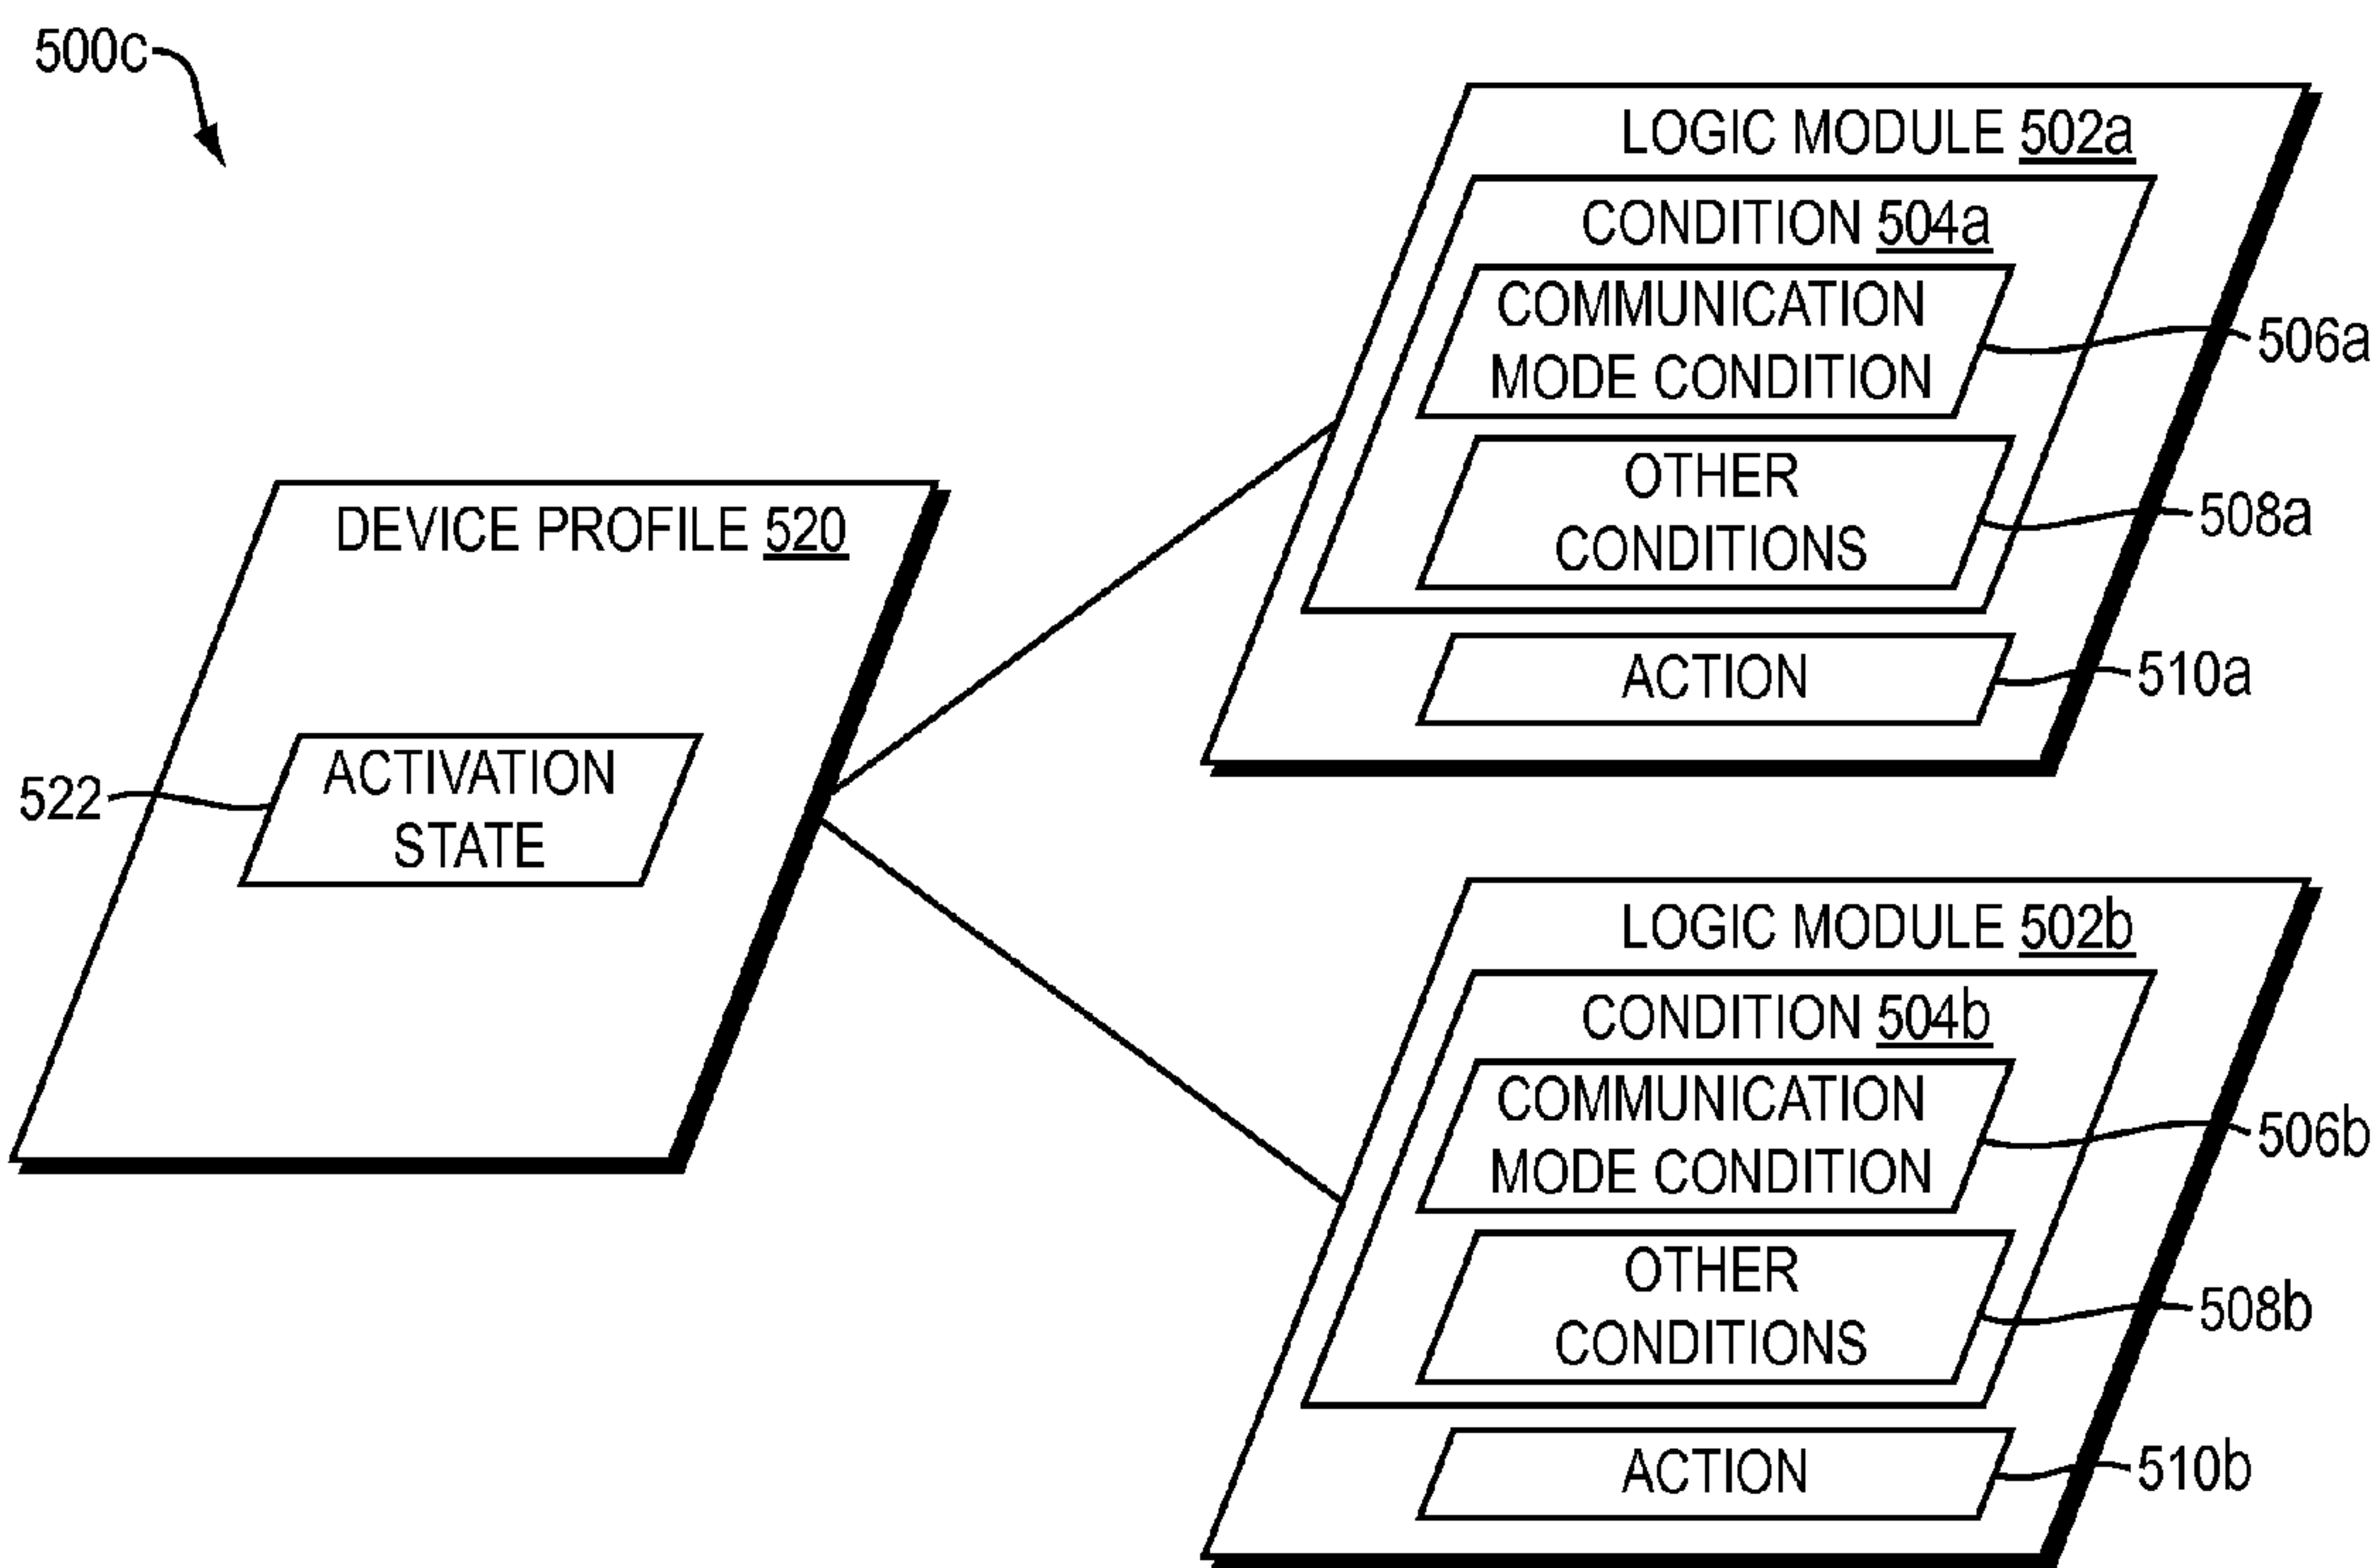 500c
LOGIC MODULE 502a
CONDITION 504a
COMMUNICATION
MODE CONDITION
506a
OTHER
CONDITIONS
508a
ACTION
510a
DEVICE PROFILE 520
ACTIVATION
STATE
522
LOGIC MODULE 502b
CONDITION 504b
COMMUNICATION
MODE CONDITION
506b
OTHER
CONDITIONS
508b
ACTION
510b